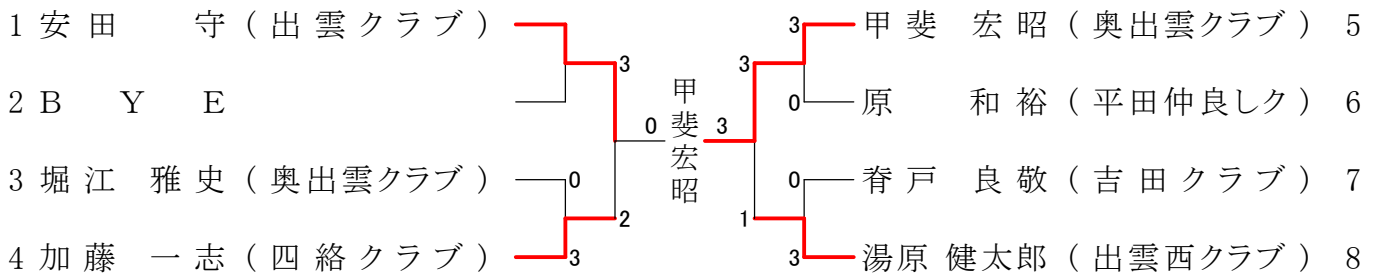 1 安田 守 ( 出雲クラブ )
2 B Y E
3 堀江 雅史 ( 奥出雲クラブ )
4 加藤 一志 ( 四絡クラブ )
3
0
3
2
0
甲斐宏昭
3
3
1
3
0
0
3
甲斐 宏昭 ( 奥出雲クラブ ) 5
原 和裕 ( 平田仲良しク ) 6
脊戸 良敬 ( 吉田クラブ ) 7
湯原 健太郎 ( 出雲西クラブ ) 8